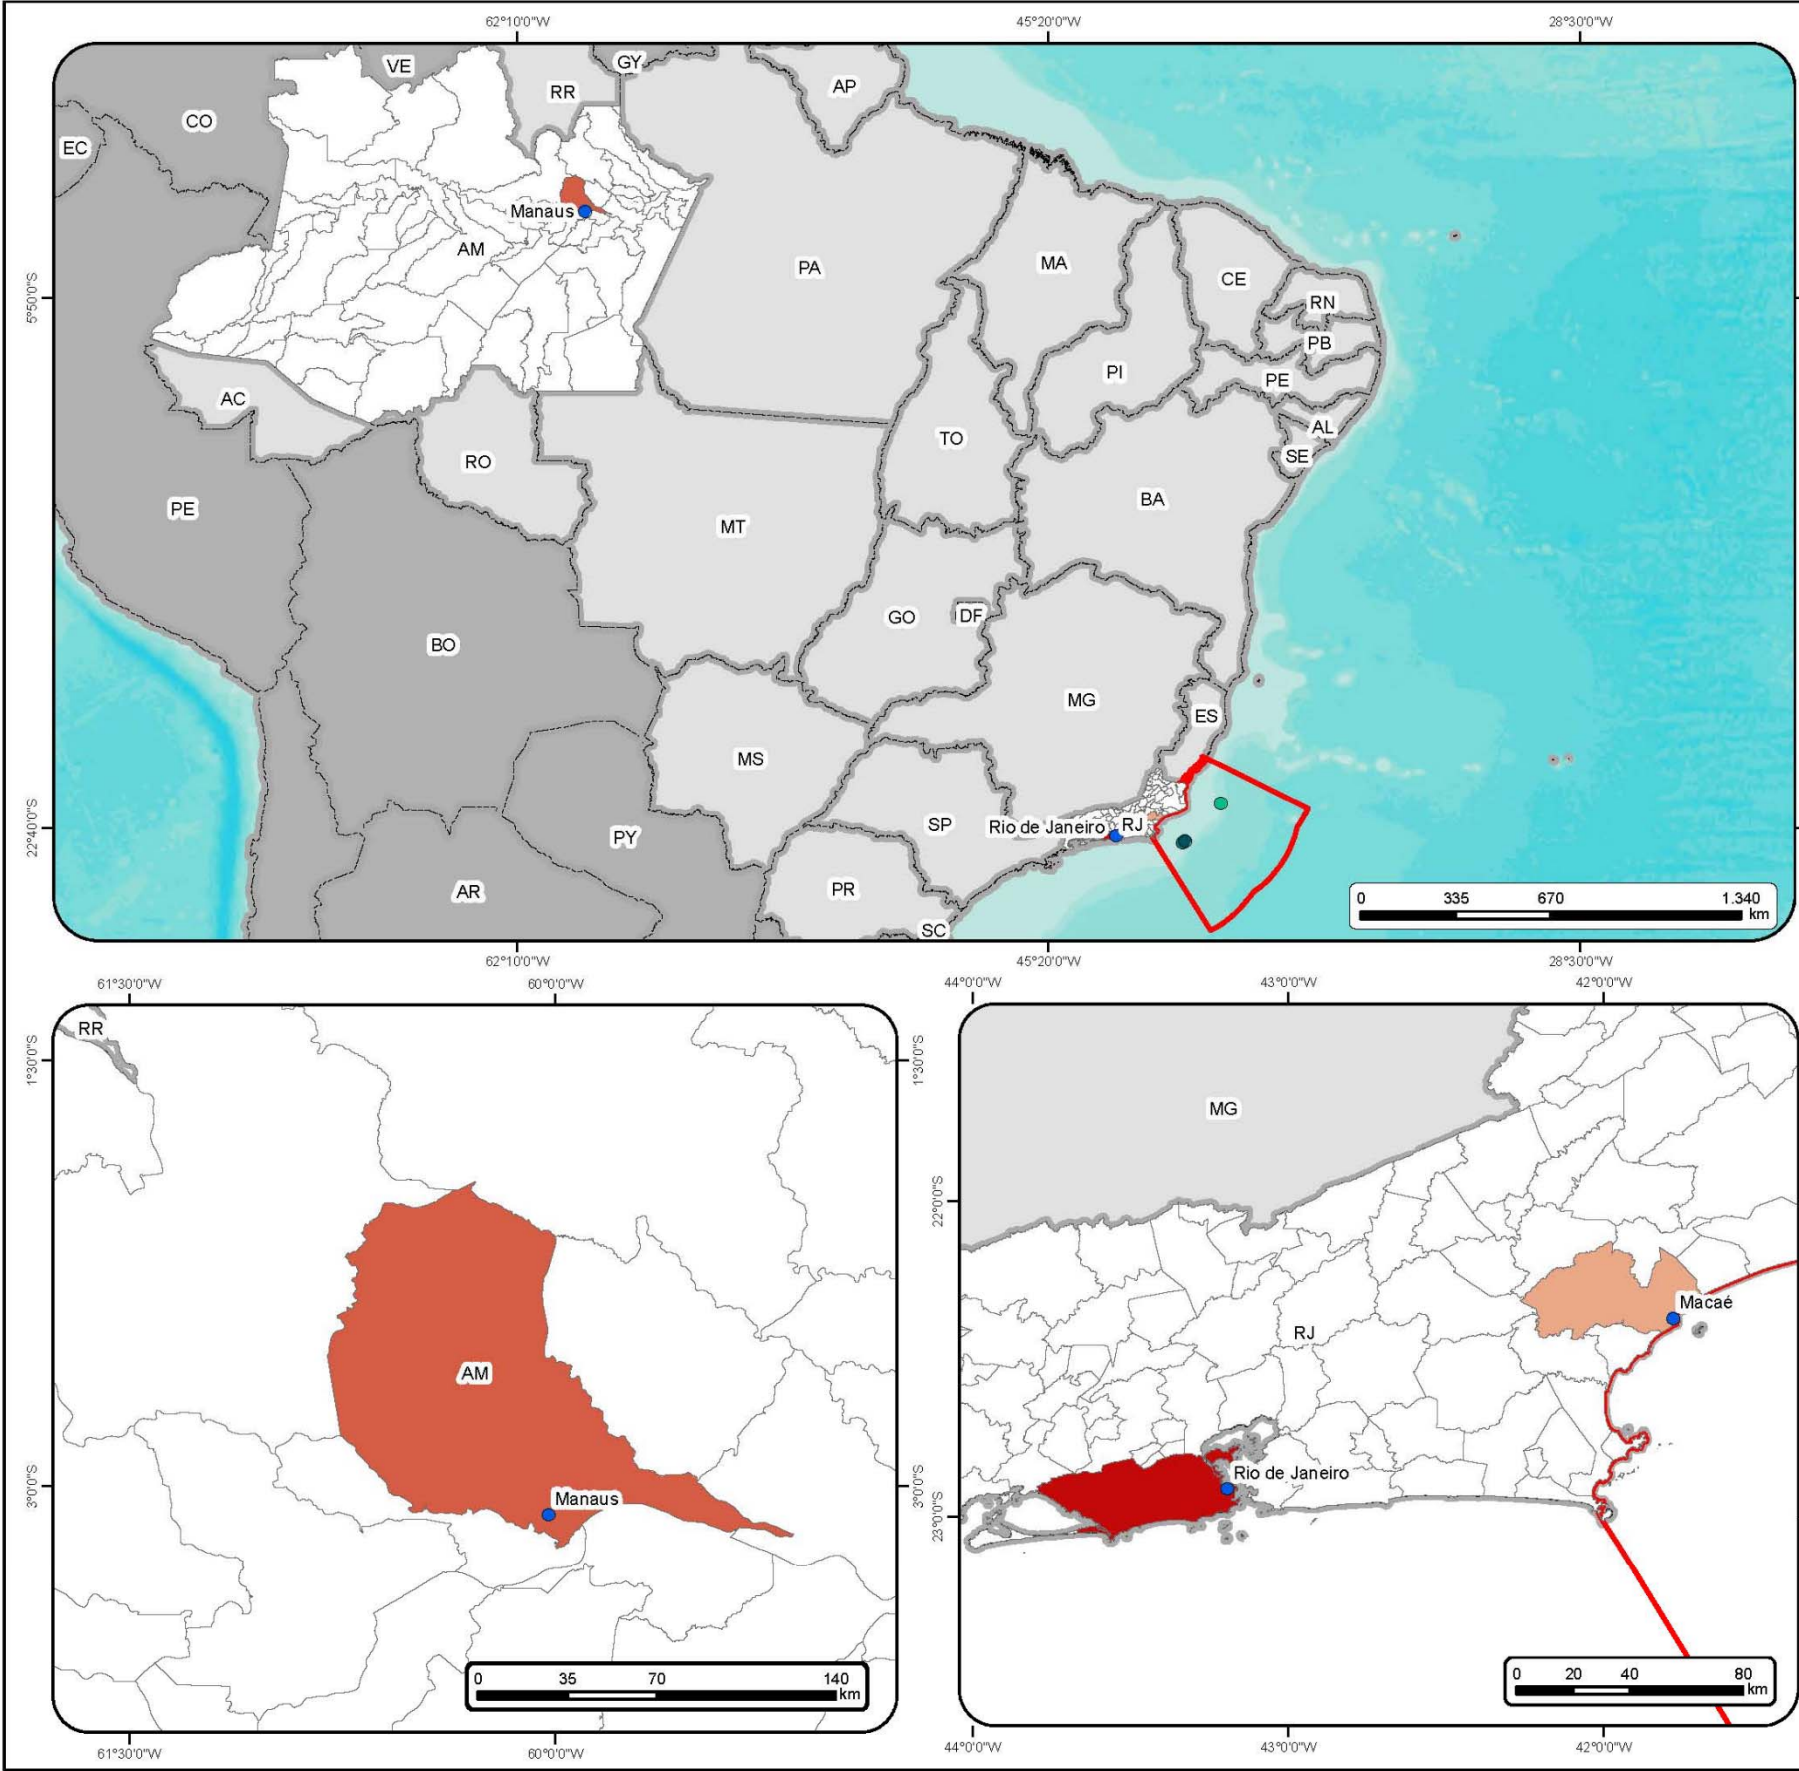 62°10'0"W 45°20'0"W 28°30'0"W
VE
GY
RR
AP
CO
EC
Manaus
AM
PA
MA
CE
5°50'0"S
RN
PB
PI
PE
AC
AL
TO
SE
RO
BA
PE
MT
GO
DF
BO
MG
ES
MS
SP
Rio de Janeiro
RJ
22°40'0"S
PY
AR
PR
SC
0 335 670 1.340
km
62°10'0"W 45°20'0"W 28°30'0"W
61°30'0"W 60°0'0"W
RR
1°30'0"S
1°30'0"S
AM
3°0'0"S
3°0'0"S
Manaus
0 35 70 140
km
61°30'0"W 60°0'0"W
44°0'0"W 43°0'0"W 42°0'0"W
MG
22°0'0"S
Macaé
RJ
Rio de Janeiro
23°0'0"S
0 20 40 80
km
44°0'0"W 43°0'0"W 42°0'0"W